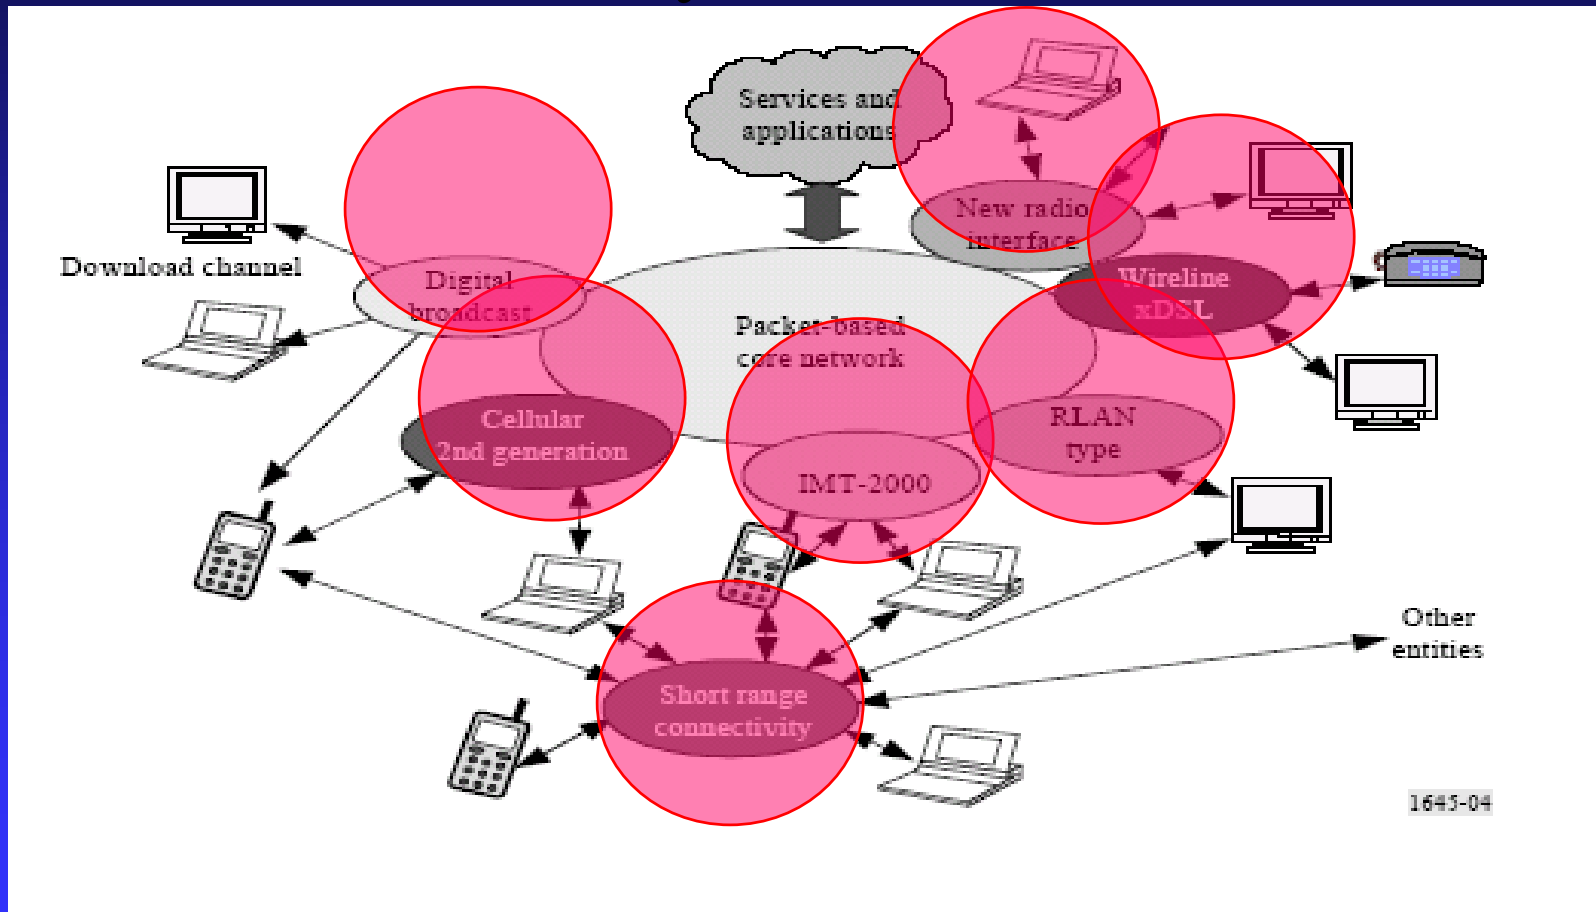 Services and
applications
New radio
interface
Download channel
Digital
broadcast
Wireline
xDSL
Packet-based
core network
Cellular
2nd generation
RLAN
type
IMT-2000
Other
entities
Short range
connectivity
1645-04